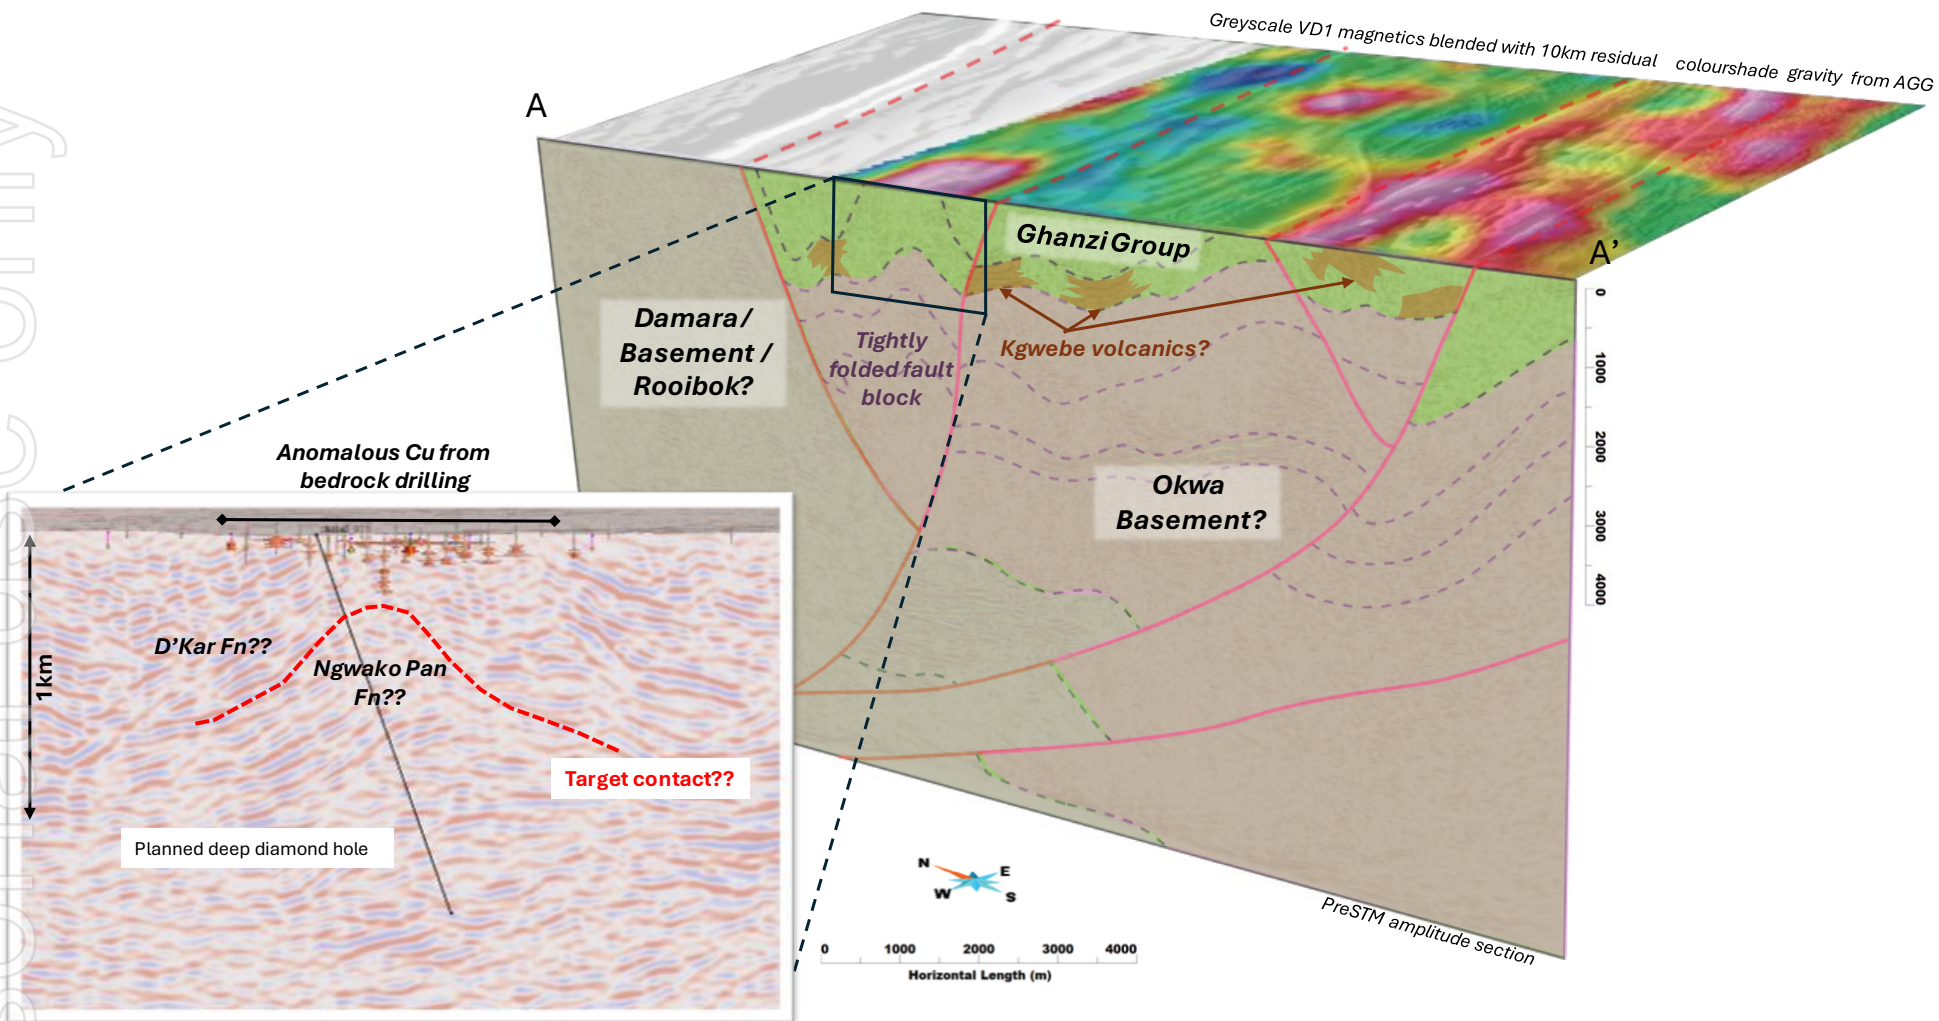 Greyscale VD1 magnetics blended with 10km residual colourshade gravity from AGG
A
A'
Ghanzi Group
Damara/
Basement /
Rooibok?
Tightly
folded fault
block
Kgwebe volcanics?
Okwa
Basement?
0
1000
2000
3000
4000
Anomalous Cu from
bedrock drilling
D'Kar Fn??
Ngwako Pan
Fn??
1km
Target contact??
Planned deep diamond hole
N
E
W
S
0 1000 2000 3000 4000
Horizontal Length (m)
PreSTM amplitude section